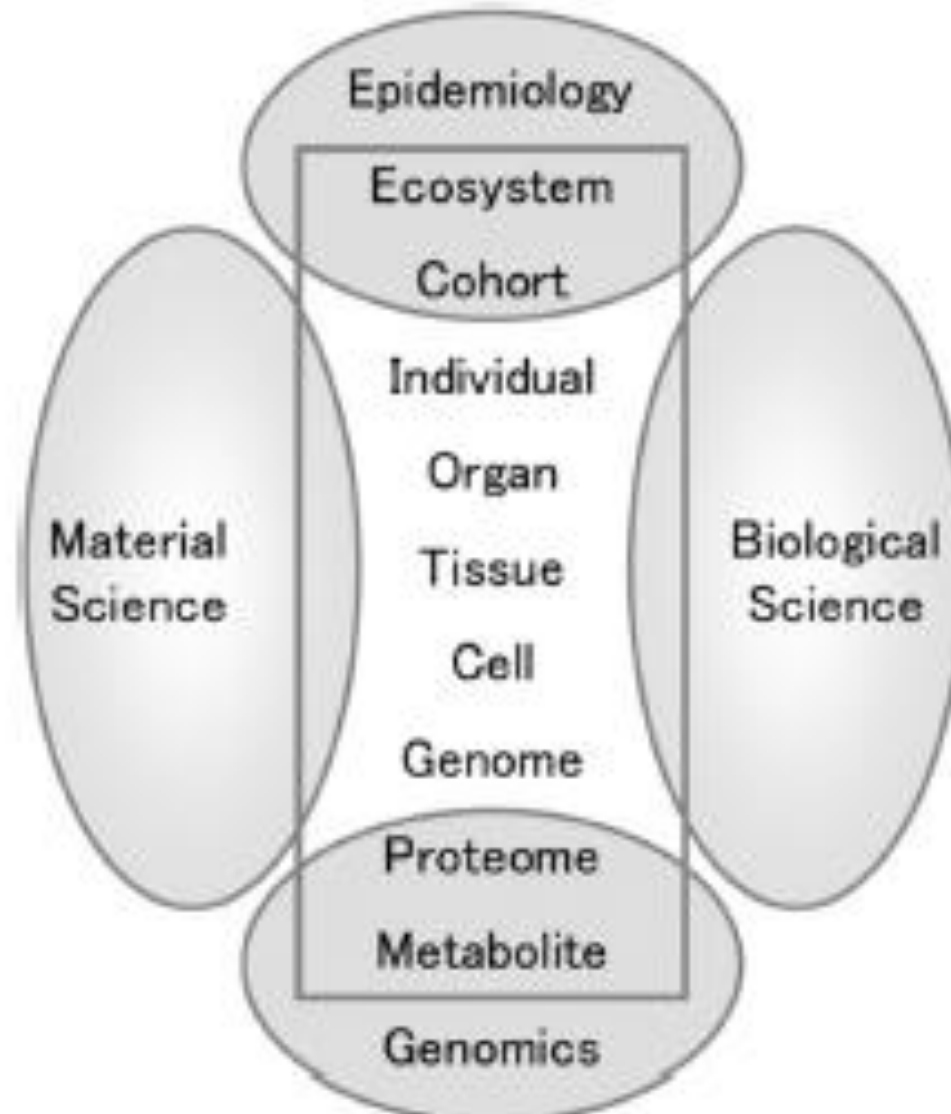 Epidemiology
Ecosystem
Cohort
Individual
Organ
Tissue
Cell
Genome
Proteome
Metabolite
Genomics
Material
Science
Biological
Science